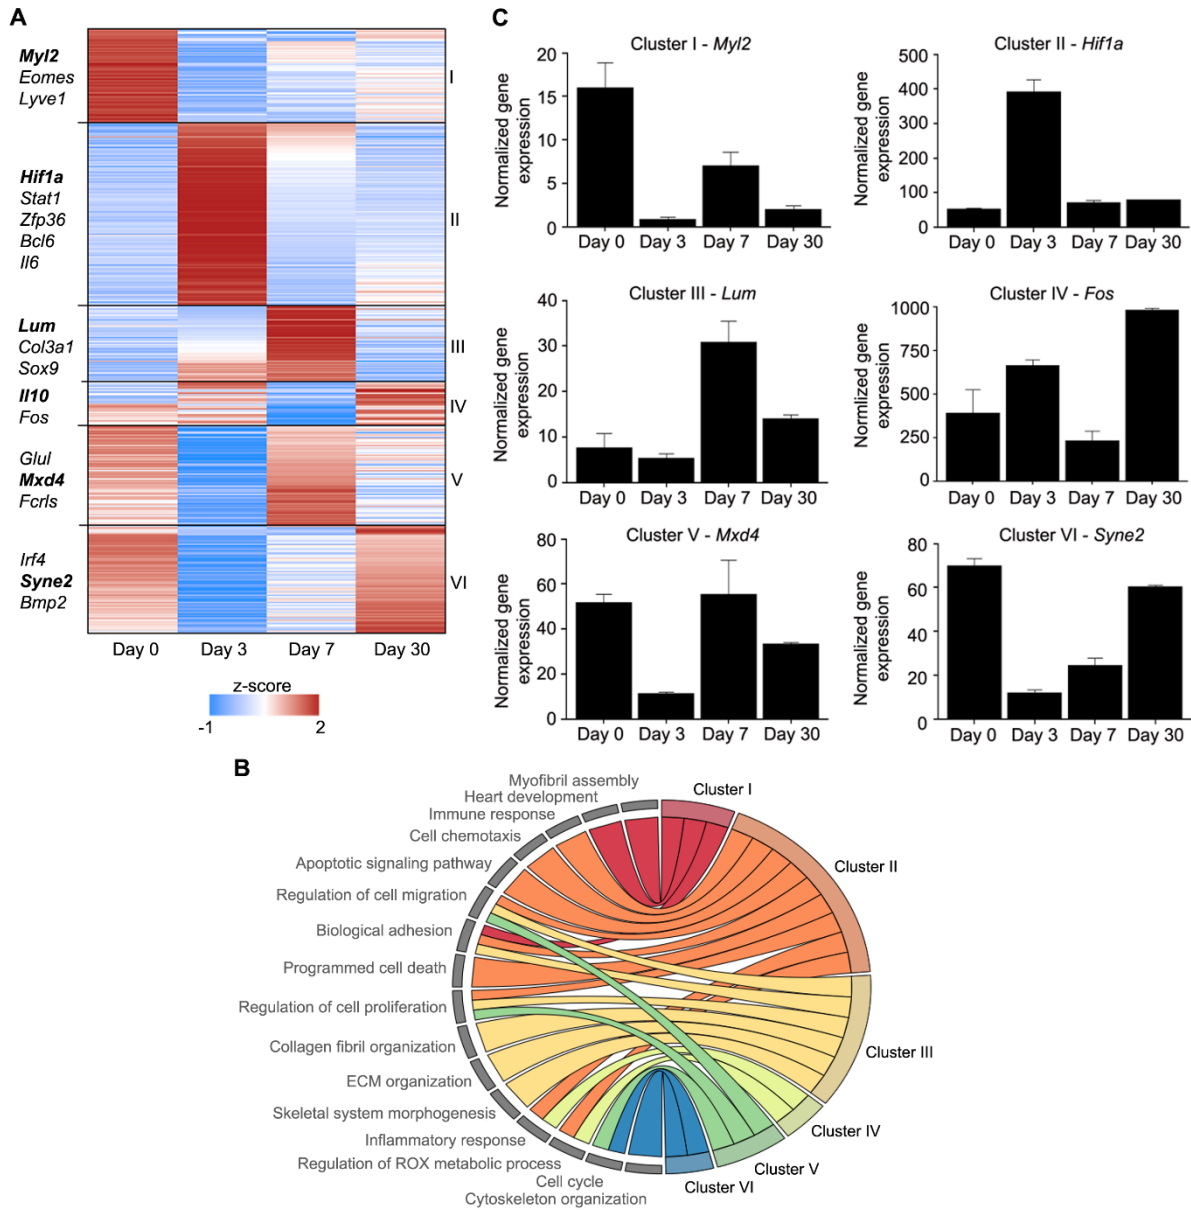 A
Myl2
Eomes
Lyve1
I
Hif1a
Stat1
Zfp36
Bcl6
Il6
II
Lum
Col3a1
Sox9
III
Il10
Fos
IV
Glul
Mxd4
Fcrls
V
Irf4
Syne2
Bmp2
VI
Day 0 Day 3 Day 7 Day 30
z-score
-1 2
C
Cluster I - Myl2
Normalized gene
expression
20
15
10
5
0
Day 0 Day 3 Day 7 Day 30
Cluster II - Hif1a
Normalized gene
expression
500
400
300
200
100
0
Day 0 Day 3 Day 7 Day 30
Cluster III - Lum
Normalized gene
expression
40
30
20
10
0
Day 0 Day 3 Day 7 Day 30
Cluster IV - Fos
Normlized gene
expression
1000
750
500
250
0
Day 0 Day 3 Day 7 Day 30
Cluster V - Mxd4
Normalized gene
expression
80
60
40
20
0
Day 0 Day 3 Day 7 Day 30
Cluster VI - Syne2
Normalized gene
expression
80
60
40
20
0
Day 0 Day 3 Day 7 Day 30
B
Myofibril assembly
Heart development
Immune response
Cell chemotaxis
Apoptotic signaling pathway
Regulation of cell migration
Biological adhesion
Programmed cell death
Regulation of cell proliferation
Collagen fibril organization
ECM organization
Skeletal system morphogenesis
Inflammatory response
Regulation of ROX metabolic process
Cell cycle
Cytoskeleton organization
Cluster I
Cluster II
Cluster III
Cluster IV
Cluster V
Cluster VI